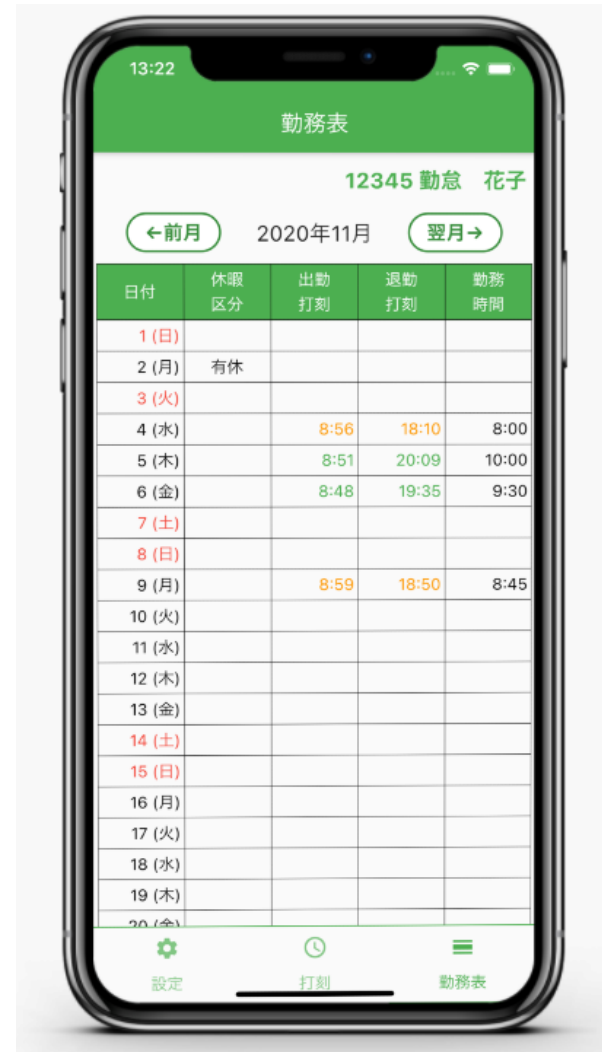 13:22
勤務表
12345 勤怠 花子
←前月 2020年11月 翌月→
日付 休暇区分 出勤打刻 退勤打刻 勤務時間
1 (日)
2 (月) 有休
3 (火)
4 (水) 8:56 18:10 8:00
5 (木) 8:51 20:09 10:00
6 (金) 8:48 19:35 9:30
7 (土)
8 (日)
9 (月) 8:59 18:50 8:45
10 (火)
11 (水)
12 (木)
13 (金)
14 (土)
15 (日)
16 (月)
17 (火)
18 (水)
19 (木)
20 (金)
設定 打刻 勤務表